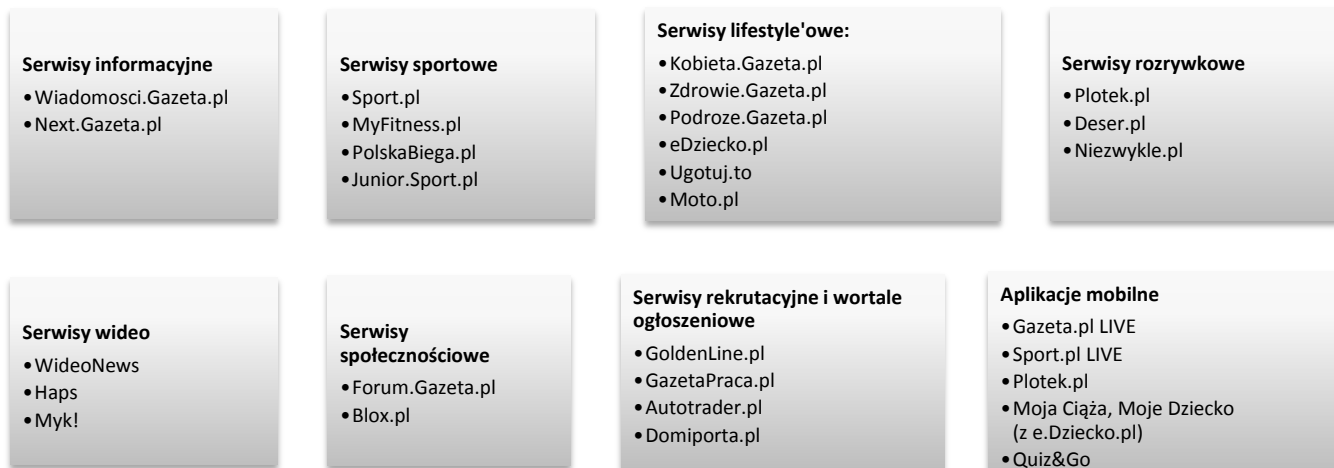 Serwisy informacyjne
•Wiadomosci.Gazeta.pl
•Next.Gazeta.pl
Serwisy sportowe
•Sport.pl
•MyFitness.pl
•PolskaBiega.pl
•Junior.Sport.pl
Serwisy lifestyle'owe:
•Kobieta.Gazeta.pl
•Zdrowie.Gazeta.pl
•Podroze.Gazeta.pl
•eDziecko.pl
•Ugotuj.to
•Moto.pl
Serwisy rozrywkowe
•Plotek.pl
•Deser.pl
•Niezwykle.pl
Serwisy wideo
•WideoNews
•Haps
•Myk!
Serwisy
społecznościowe
•Forum.Gazeta.pl
•Blox.pl
Serwisy rekrutacyjne i wortale
ogłoszeniowe
•GoldenLine.pl
•GazetaPraca.pl
•Autotrader.pl
•Domiporta.pl
Aplikacje mobilne
•Gazeta.pl LIVE
•Sport.pl LIVE
•Plotek.pl
•Moja Ciąża, Moje Dziecko
(z e.Dziecko.pl)
•Quiz&Go